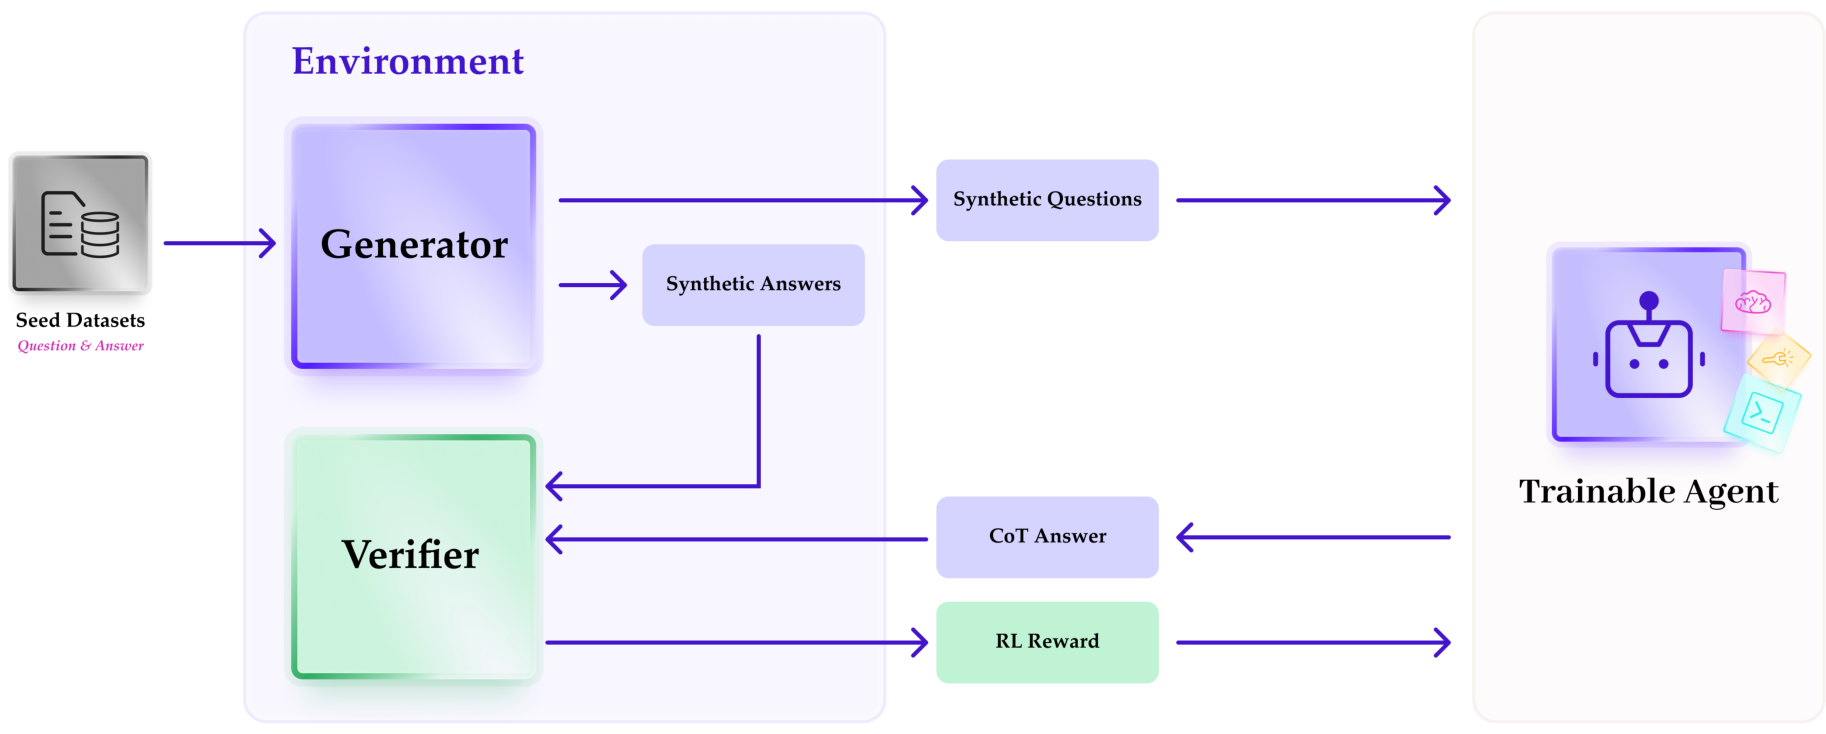 Environment
Generator
Synthetic Questions
Synthetic Answers
Seed Datasets
Question & Answer
Trainable Agent
Verifier
CoT Answer
RL Reward